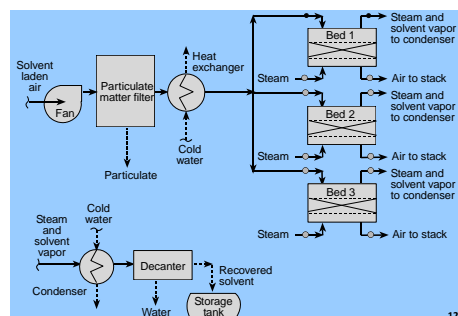 Solvent
laden
air
Fan
Particulate
matter filter
Particulate
Heat
exchanger
Cold
water
Bed 1
Steam and
solvent vapor
to condenser
Steam
Air to stack
Bed 2
Steam and
solvent vapor
to condenser
Steam
Air to stack
Bed 3
Steam and
solvent vapor
to condenser
Steam
Air to stack
Steam
and
solvent
vapor
Cold
water
Condenser
Decanter
Water
Recovered
solvent
Storage
tank
12